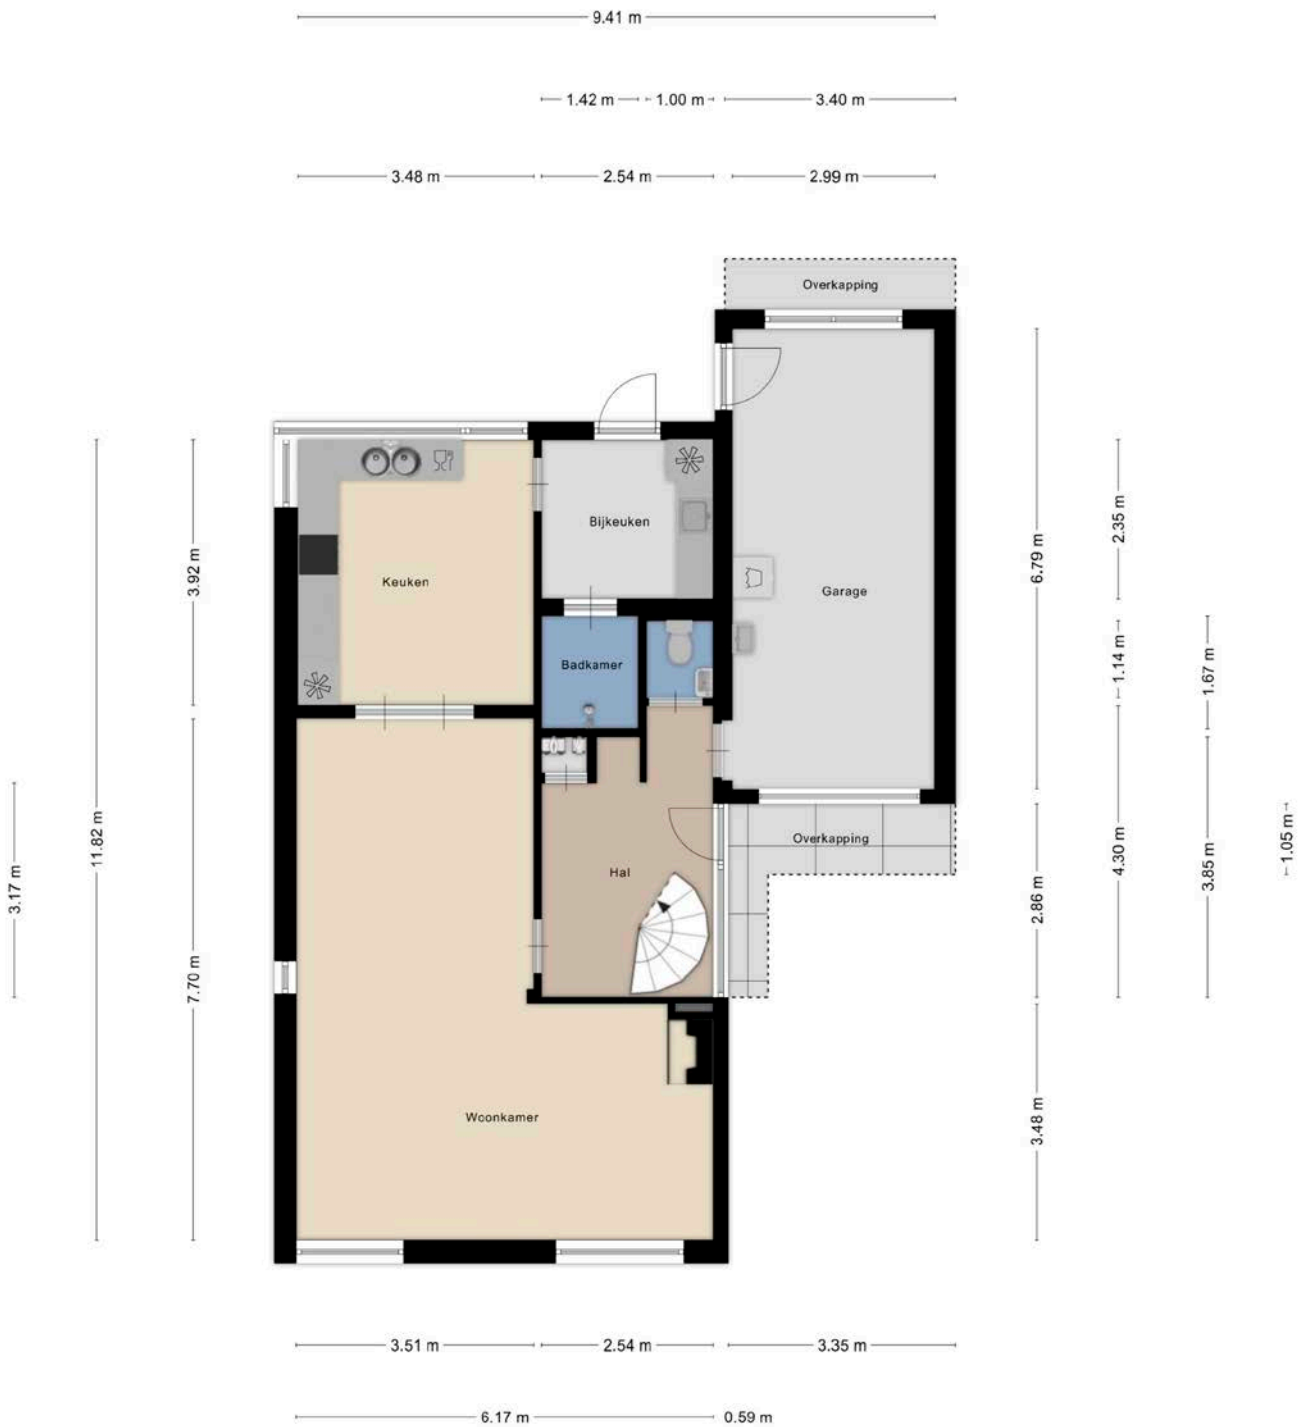 9.41 m
1.42 m 1.00 m 3.40 m
3.48 m 2.54 m 2.99 m
Overkapping
Bijkeuken
Keuken
Garage
Badkamer
Overkapping
Hal
Woonkamer
3.17 m
11.82 m
3.92 m
7.70 m
6.79 m
2.86 m
3.48 m
2.35 m
1.14 m
4.30 m
1.67 m
3.85 m
1.05 m
3.51 m 2.54 m 3.35 m
6.17 m 0.59 m